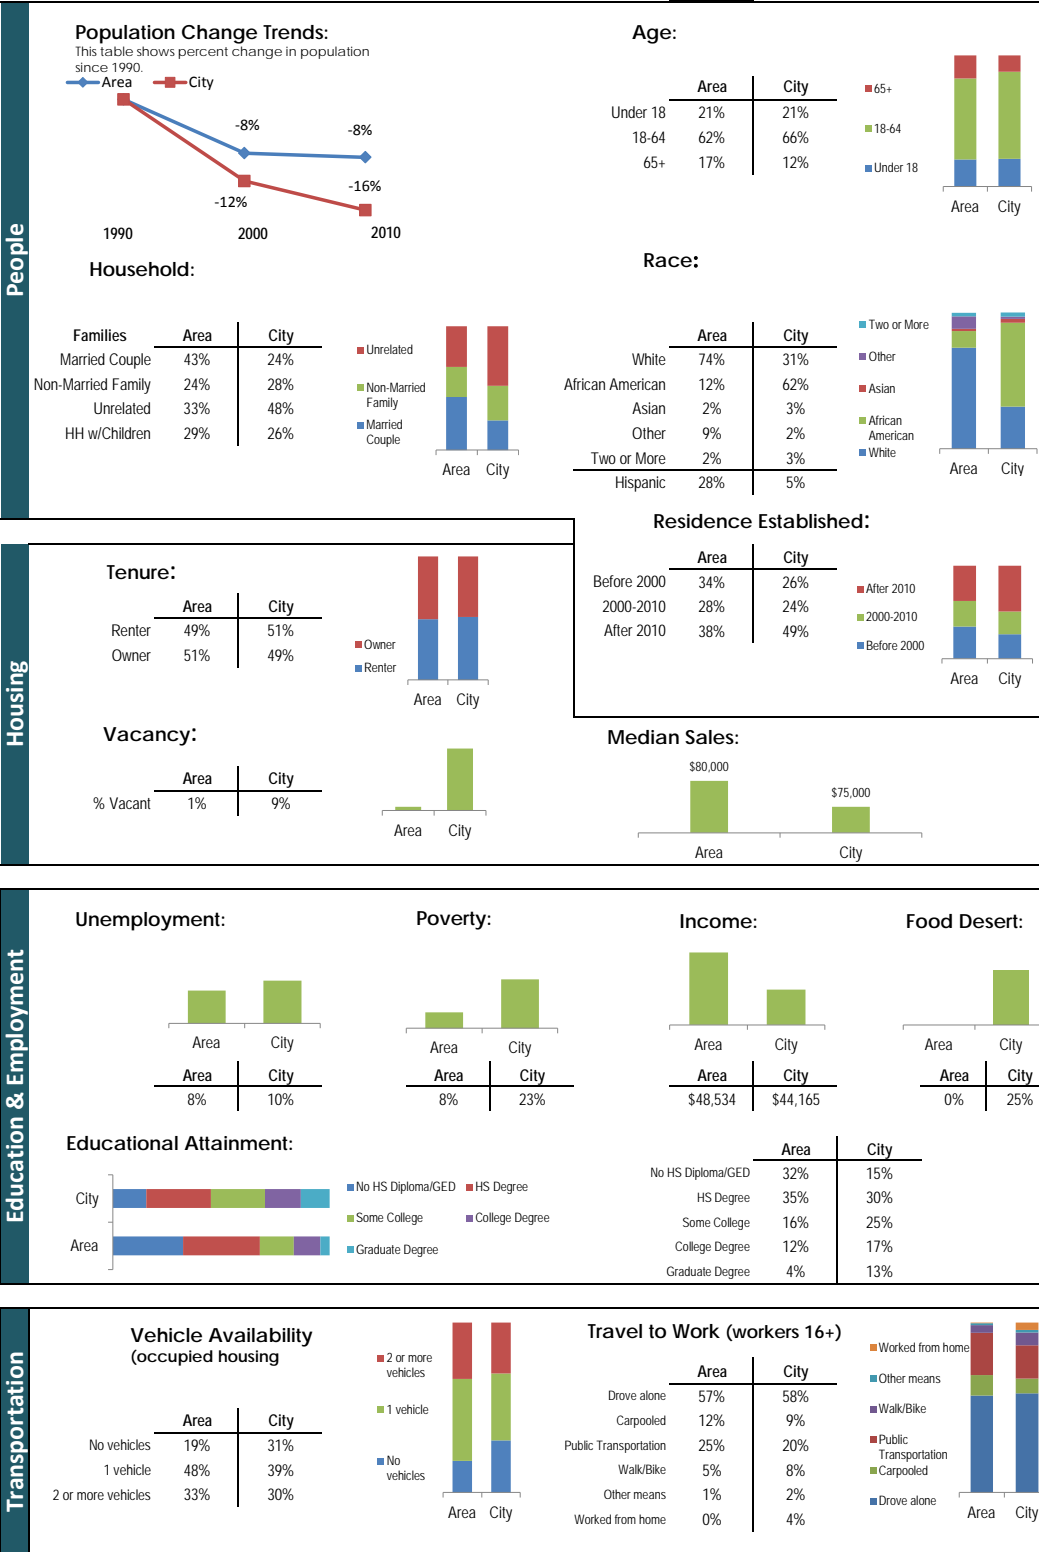 People
Population Change Trends:
This table shows percent change in population
since 1990.
Area City
-8% -8%
-12% -16%
1990 2000 2010
Age:
Area City
Under 18 21% 21%
18-64 62% 66%
65+ 17% 12%
65+
18-64
Under 18
Area City
Household:
Families Area City
Married Couple 43% 24%
Non-Married Family 24% 28%
Unrelated 33% 48%
HH w/Children 29% 26%
Unrelated
Non-Married
Family
Married
Couple
Area City
Race:
Area City
White 74% 31%
African American 12% 62%
Asian 2% 3%
Other 9% 2%
Two or More 2% 3%
Hispanic 28% 5%
Two or More
Other
Asian
African
American
White
Area City
Residence Established:
Area City
Before 2000 34% 26%
2000-2010 28% 24%
After 2010 38% 49%
After 2010
2000-2010
Before 2000
Area City
Housing
Tenure:
Area City
Renter 49% 51%
Owner 51% 49%
Owner
Renter
Area City
Vacancy:
Area City
% Vacant 1% 9%
Area City
Median Sales:
$80,000
$75,000
Area City
Education & Employment
Unemployment:
Area City
Area City
8% 10%
Poverty:
Area City
Area City
8% 23%
Income:
Area City
Area City
$48,534 $44,165
Food Desert:
Area City
Area City
0% 25%
Educational Attainment:
City
Area
No HS Diploma/GED HS Degree
Some College College Degree
Graduate Degree
Area City
No HS Diploma/GED 32% 15%
HS Degree 35% 30%
Some College 16% 25%
College Degree 12% 17%
Graduate Degree 4% 13%
Transportation
Vehicle Availability
(occupied housing
Area City
No vehicles 19% 31%
1 vehicle 48% 39%
2 or more vehicles 33% 30%
2 or more
vehicles
1 vehicle
No
vehicles
Area City
Travel to Work (workers 16+)
Area City
Drove alone 57% 58%
Carpooled 12% 9%
Public Transportation 25% 20%
Walk/Bike 5% 8%
Other means 1% 2%
Worked from home 0% 4%
Worked from home
Other means
Walk/Bike
Public
Transportation
Carpooled
Drove alone
Area City